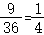 9/36 = 1/4